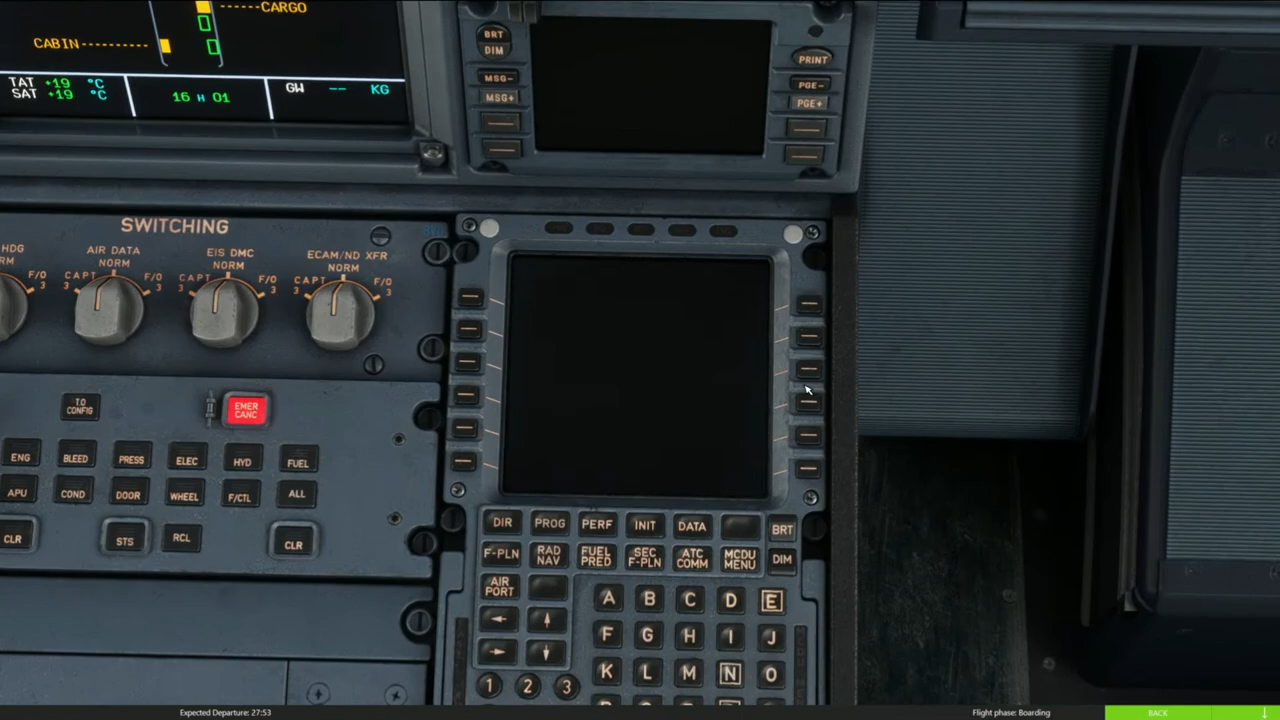 ------CARGO
CABIN----------
TAT +19 °C
SAT +19 °C
16 H 01
GW -- KG
BRT
DIM
MSG-
MSG+
PRINT
PGE-
PGE+
SWITCHING
HDG
AIR DATA
NORM
EIS DMC
NORM
ECAM/ND XFR
NORM
F/O
3
CAPT
3
F/O
3
CAPT
3
F/O
3
CAPT
3
F/O
3
T.O
CONFIG
EMER
CANC
ENG BLEED PRESS ELEC HYD FUEL
APU COND DOOR WHEEL F/CTL ALL
CLR STS RCL CLR
DIR PROG PERF INIT DATA BRT
F-PLN RAD NAV FUEL PRED SEC F-PLN ATC COMM MCDU MENU DIM
AIR PORT
A B C D E
F G H I J
K L M N O
1 2 3
Expected Departure: 27:53
Flight phase: Boarding
BACK